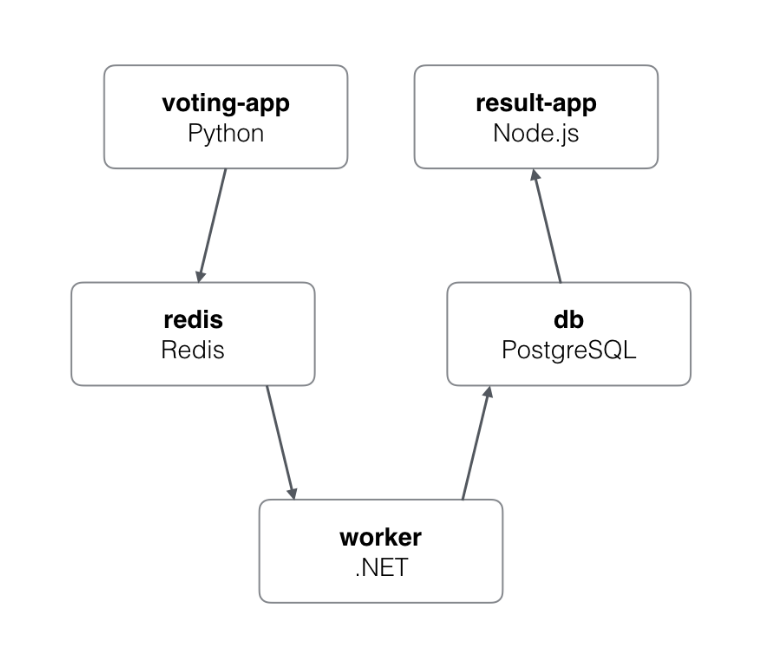 voting-app
Python
result-app
Node.js
redis
Redis
db
PostgreSQL
worker
.NET